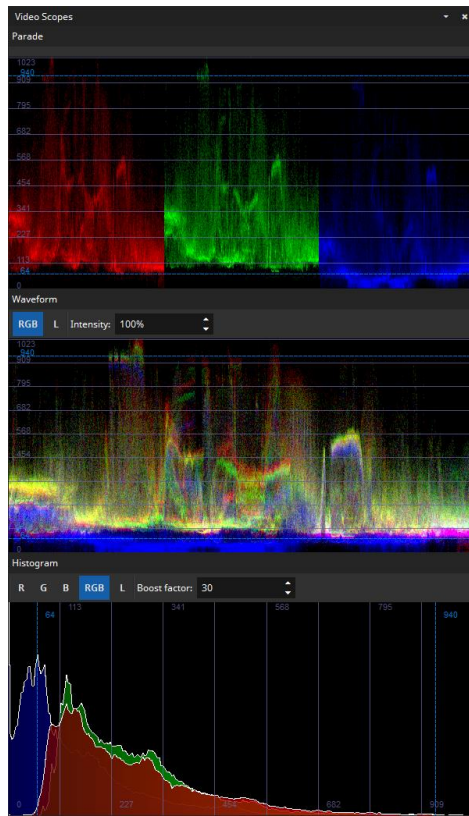 Video Scopes
Parade
1023
940
909
795
682
568
454
341
227
113
64
0
Waveform
RGB L Intensity: 100%
1023
940
909
795
682
568
454
341
227
0
Histogram
R G B RGB L Boost factor: 30
113 341 568 795
64 940
0 227 454 682 909